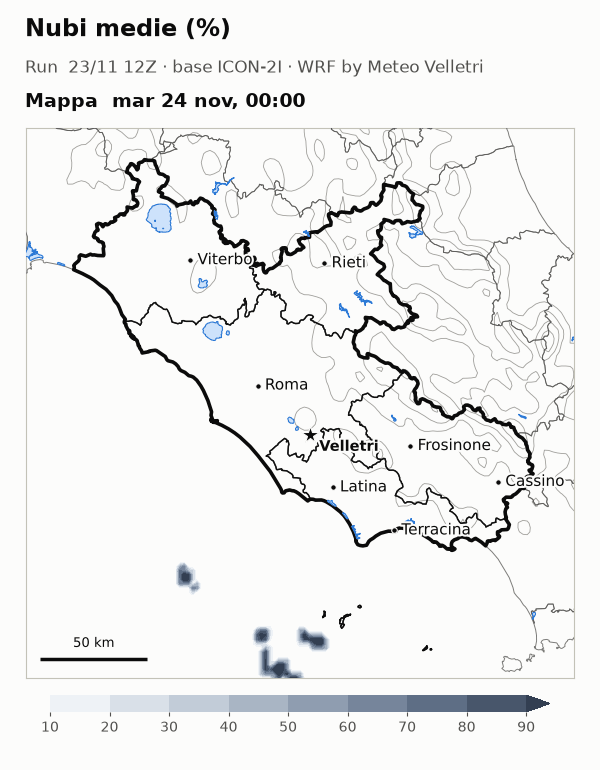 Nubi medie (%)
Run  23/11 12Z · base ICON-2I · WRF by Meteo Velletri
Mappa  mar 24 nov, 00:00
Viterbo
Rieti
Roma
Velletri
Frosinone
Latina
Cassino
Terracina
50 km
10 20 30 40 50 60 70 80 90